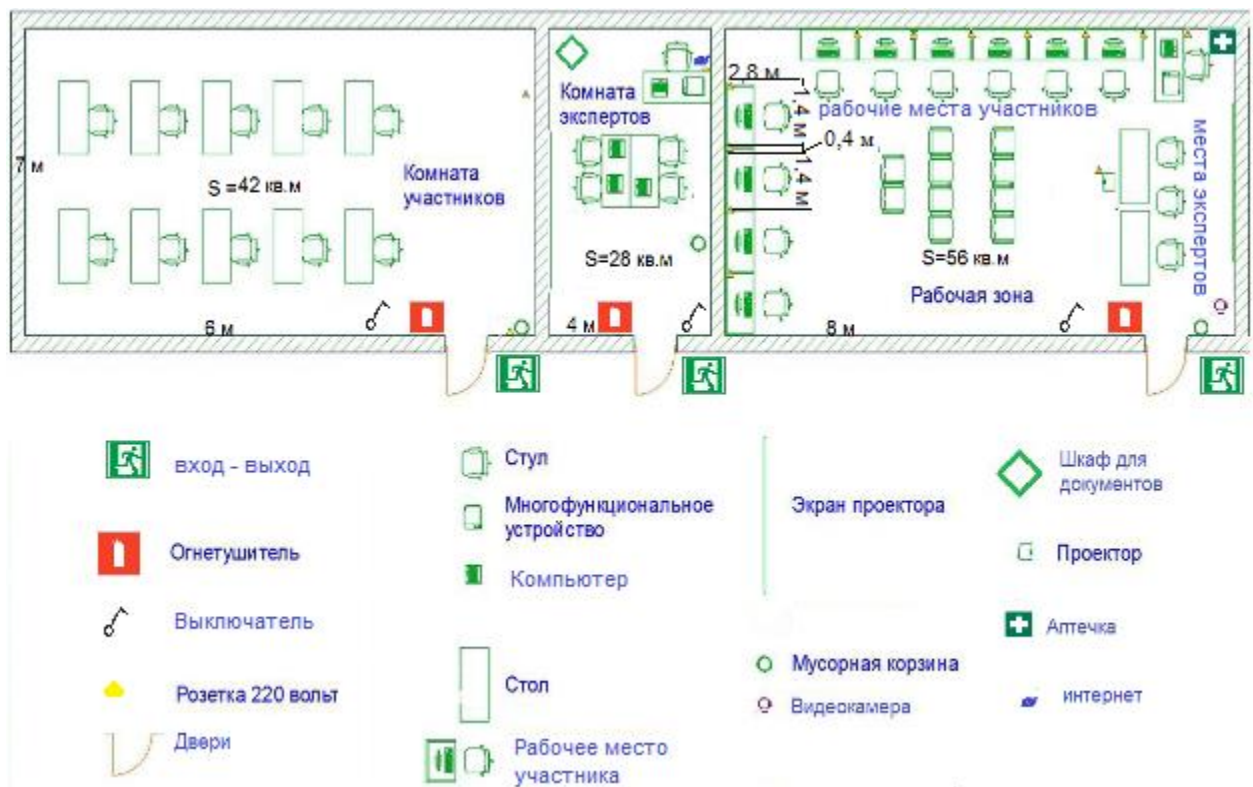 7 м
S =42 кв.м
Комната
участников
6 м
Комната
экспертов
S=28 кв.м
4 м
2,8 м
1,4 м
0,4 м
1,4 м
рабочие места участников
места экспертов
S=56 кв.м
Рабочая зона
8 м
вход - выход
Огнетушитель
Выключатель
Розетка 220 вольт
Двери
Стул
Многофункциональное
устройство
Компьютер
Стол
Рабочее место
участника
Экран проектора
Мусорная корзина
Видеокамера
Шкаф для
документов
Проектор
Аптечка
интернет